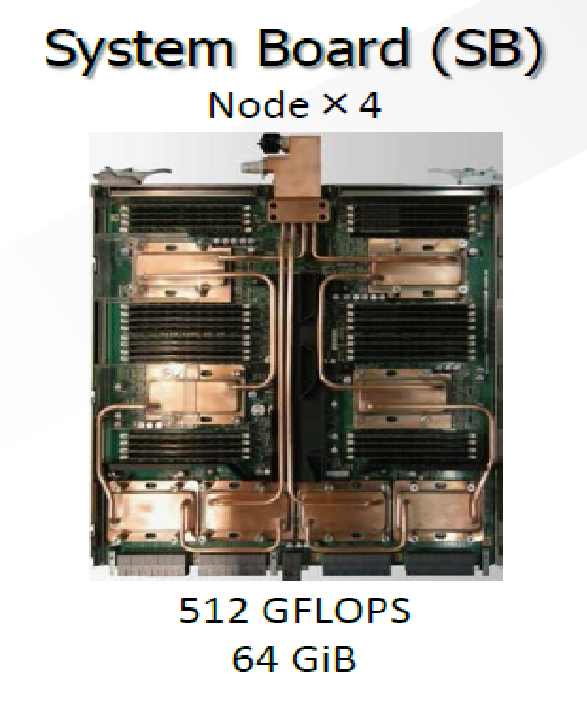 System Board (SB)
Node × 4
512 GFLOPS
64 GiB